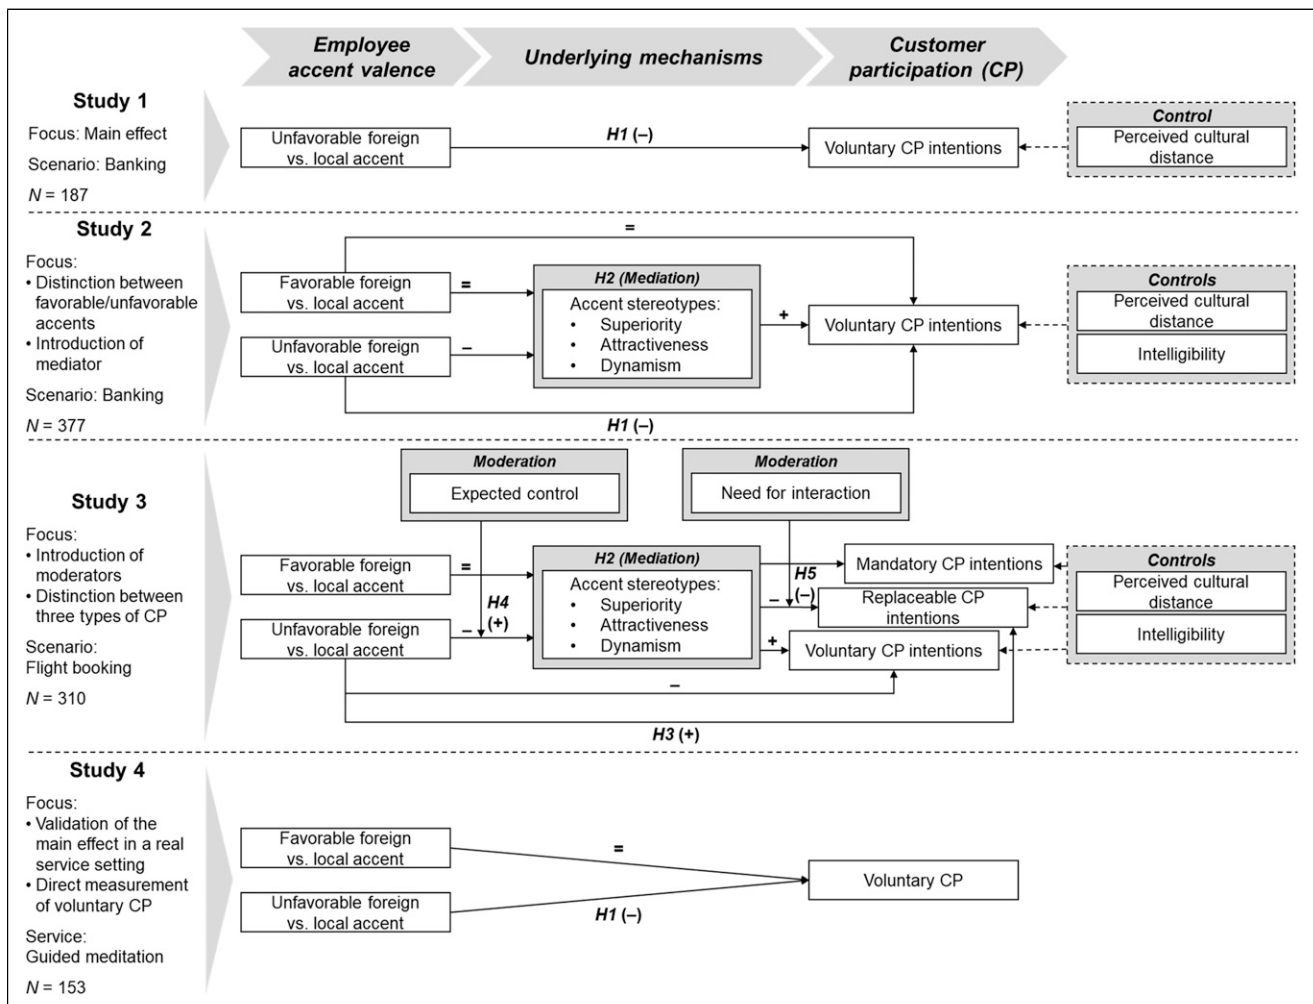 Employee
accent valence
Underlying mechanisms
Customer
participation (CP)
Study 1
Focus: Main effect
Scenario: Banking
N = 187
Unfavorable foreign
vs. local accent
H1 (–)
Voluntary CP intentions
Control
Perceived cultural
distance
Study 2
Focus:
• Distinction between
favorable/unfavorable
accents
• Introduction of
mediator
Scenario: Banking
N = 377
=
Favorable foreign
vs. local accent
=
Unfavorable foreign
vs. local accent
–
H2 (Mediation)
Accent stereotypes:
• Superiority
• Attractiveness
• Dynamism
+
Voluntary CP intentions
H1 (–)
Controls
Perceived cultural
distance
Intelligibility
Study 3
Focus:
• Introduction of
moderators
• Distinction between
three types of CP
Scenario:
Flight booking
N = 310
Moderation
Expected control
Moderation
Need for interaction
Favorable foreign
vs. local accent
=
H4
(+)
Unfavorable foreign
vs. local accent
–
H2 (Mediation)
Accent stereotypes:
• Superiority
• Attractiveness
• Dynamism
H5
(–)
–
+
Mandatory CP intentions
Replaceable CP
intentions
Voluntary CP intentions
–
H3 (+)
Controls
Perceived cultural
distance
Intelligibility
Study 4
Focus:
• Validation of the
main effect in a real
service setting
• Direct measurement
of voluntary CP
Service:
Guided meditation
N = 153
Favorable foreign
vs. local accent
=
Unfavorable foreign
vs. local accent
H1 (–)
Voluntary CP